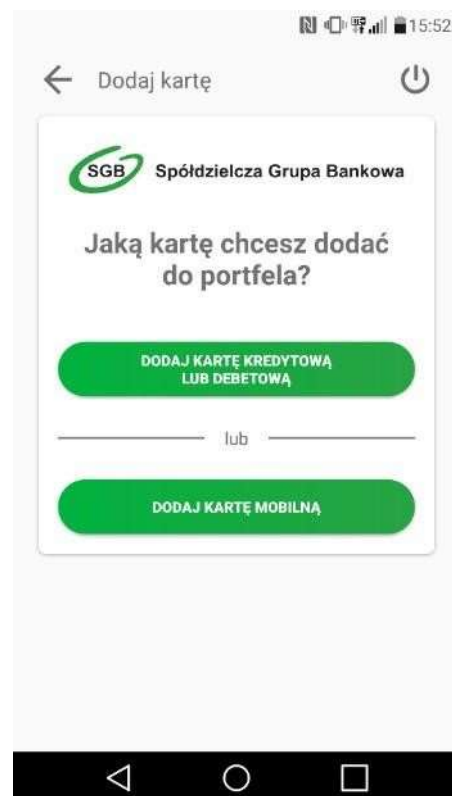 15:52
Dodaj kartę
SGB Spółdzielcza Grupa Bankowa
Jaką kartę chcesz dodać
do portfela?
DODAJ KARTĘ KREDYTOWĄ
LUB DEBETOWĄ
lub
DODAJ KARTĘ MOBILNĄ